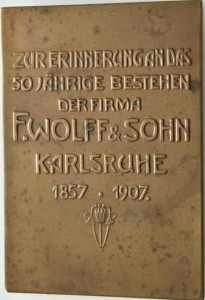 ZUR ERINNERUNG AN DAS
50 JÄHRIGE BESTEHEN
DER FIRMA
F. WOLFF & SOHN
KARLSRUHE
1857 · 1907.